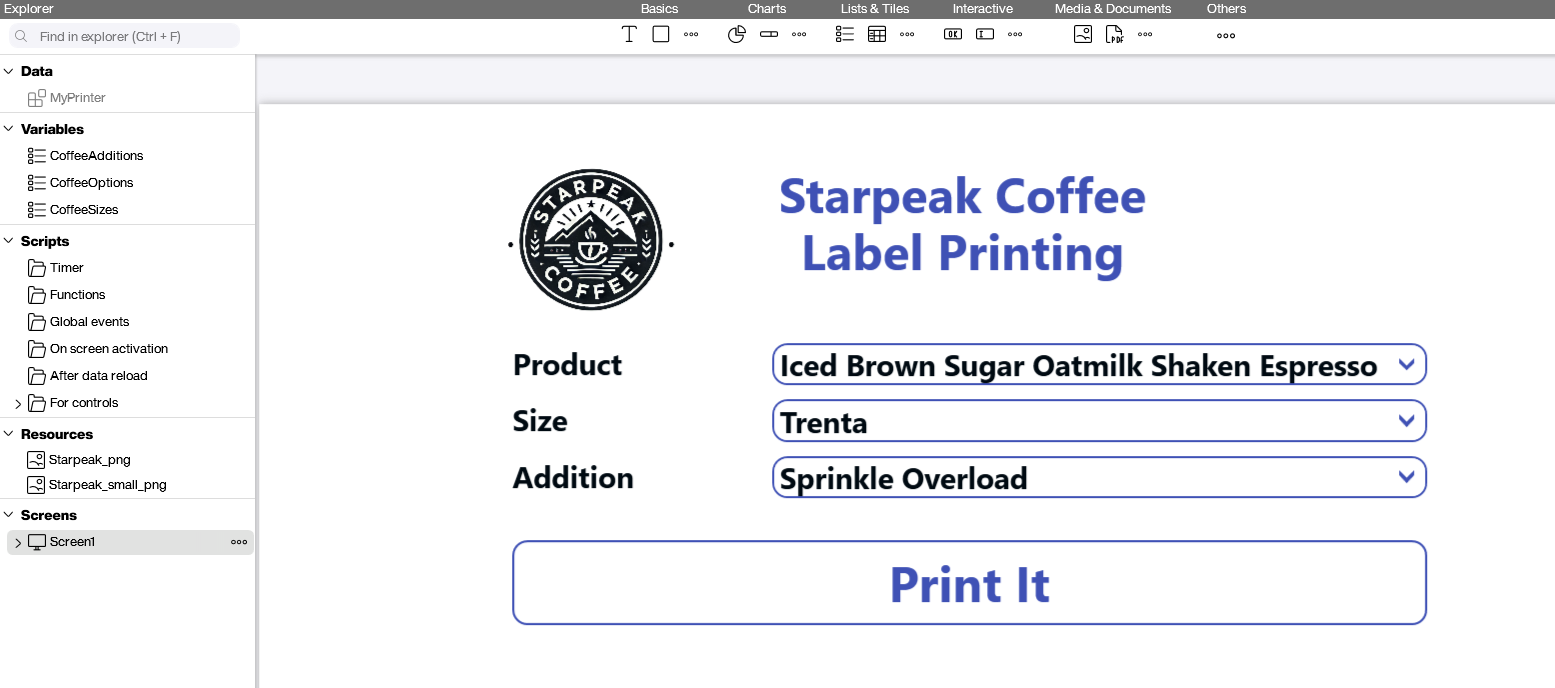 Explorer
Basics
Charts
Lists & Tiles
Interactive
Media & Documents
Others
Find in explorer (Ctrl + F)
OK
PDF
Data
MyPrinter
Variables
CoffeeAdditions
CoffeeOptions
CoffeeSizes
Scripts
Timer
Functions
Global events
On screen activation
After data reload
For controls
Resources
Starpeak_png
Starpeak_small_png
Screens
Screen1
STARPEAK
COFFEE
Starpeak Coffee
Label Printing
Product
Iced Brown Sugar Oatmilk Shaken Espresso
Size
Trenta
Addition
Sprinkle Overload
Print It